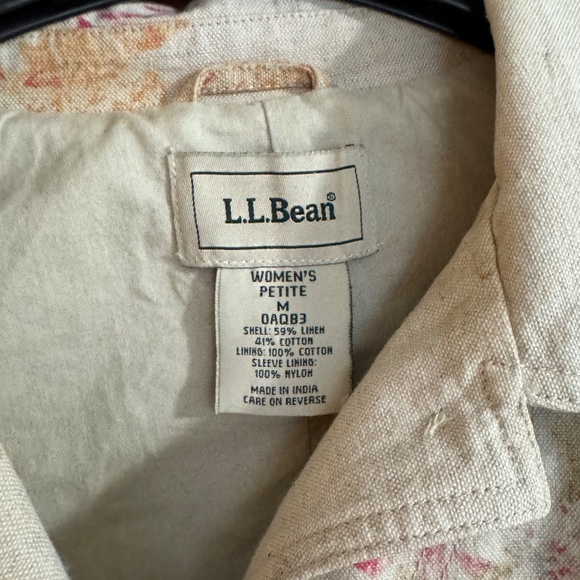 L.L.Bean®
WOMEN'S
PETITE
M
0AQB3
SHELL: 59% LINEN
41% COTTON
LINING: 100% COTTON
SLEEVE LINING:
100% NYLON
MADE IN INDIA
CARE ON REVERSE